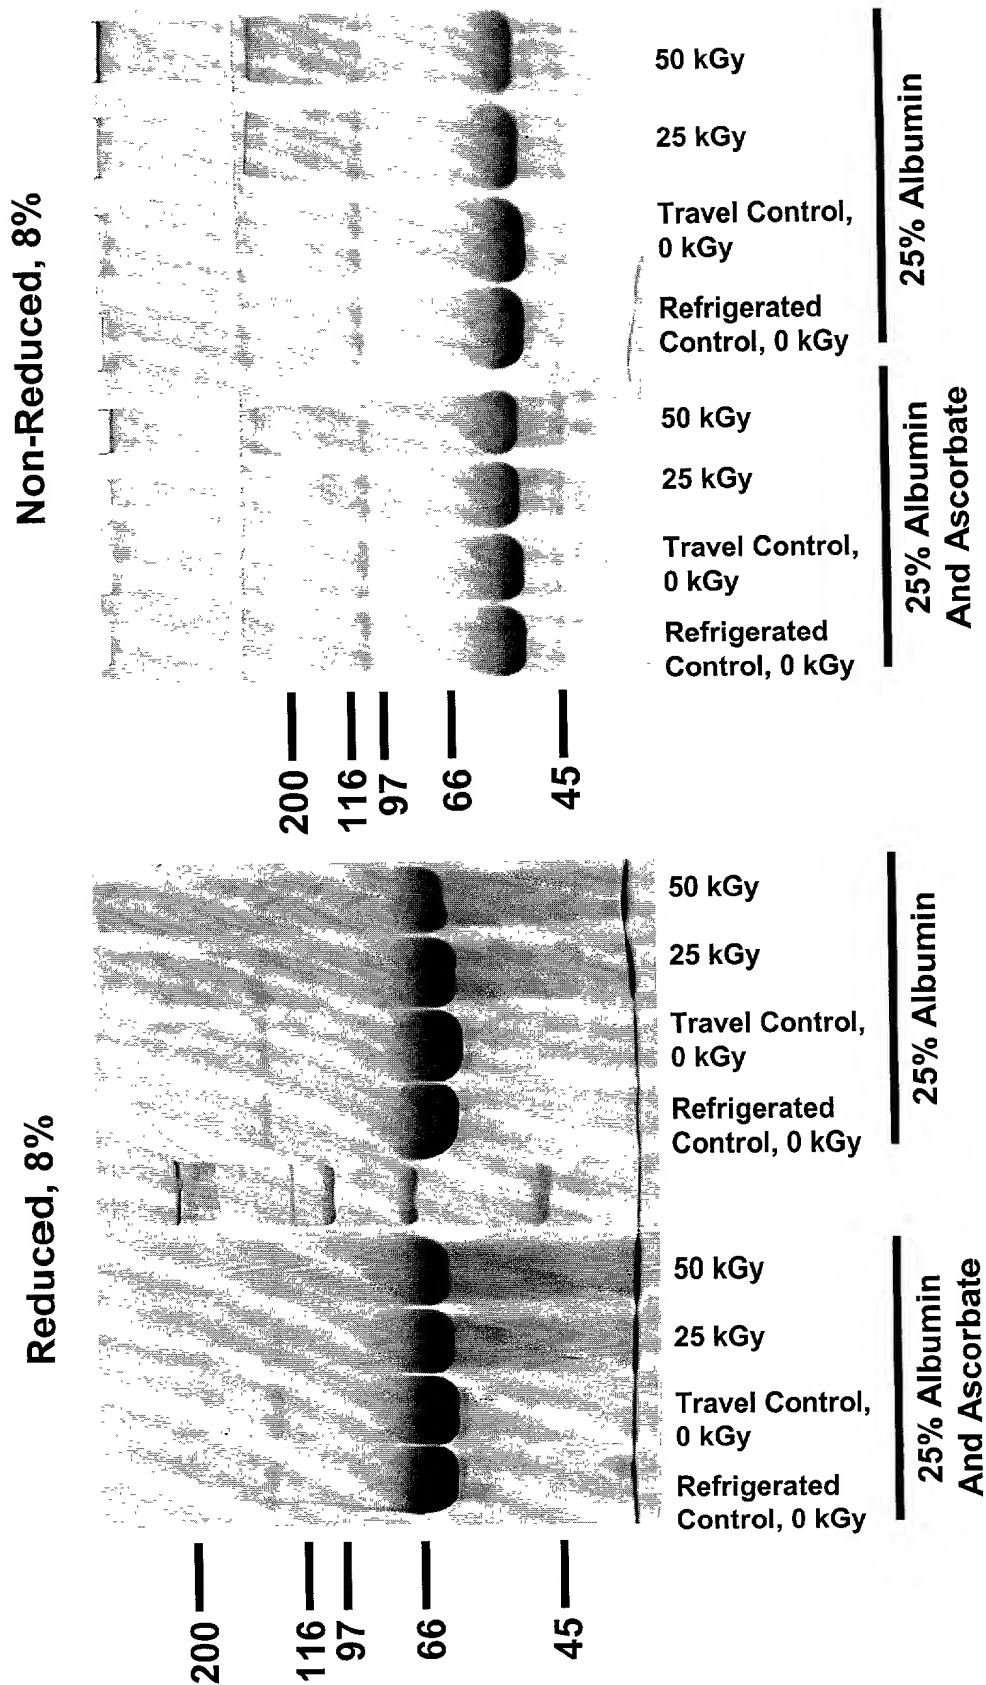 Non-Reduced, 8%
50 kGy
25 kGy
Travel Control,
0 kGy
Refrigerated
Control, 0 kGy
25% Albumin
50 kGy
25 kGy
Travel Control,
0 kGy
Refrigerated
Control, 0 kGy
25% Albumin
And Ascorbate
200
116
97
66
45
Reduced, 8%
50 kGy
25 kGy
Travel Control,
0 kGy
Refrigerated
Control, 0 kGy
25% Albumin
50 kGy
25 kGy
Travel Control,
0 kGy
Refrigerated
Control, 0 kGy
25% Albumin
And Ascorbate
200
116
97
66
45